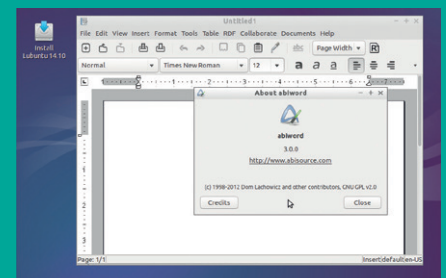 Install
Lubuntu 14.10
Untitled1
File Edit View Insert Format Tools Table RDF Collaborate Documents Help
Page Width
Normal Times New Roman 12 a a a
About abiword
abiword
3.0.0
http://www.abisource.com
(c) 1998-2012 Dom Lachowicz and other contributors, GNU GPL v2.0
Credits Close
Page: 1/1 Insert default en-US